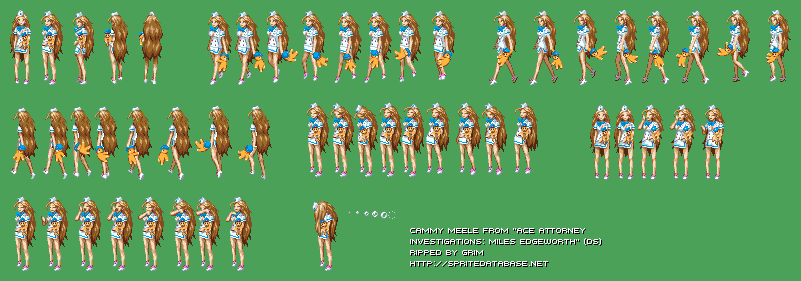 CAMMY MEELE FROM "ACE ATTORNEY
INVESTIGATIONS: MILES EDGEWORTH" (DS)
RIPPED BY GRIM
HTTP://SPRITEDATABASE.NET